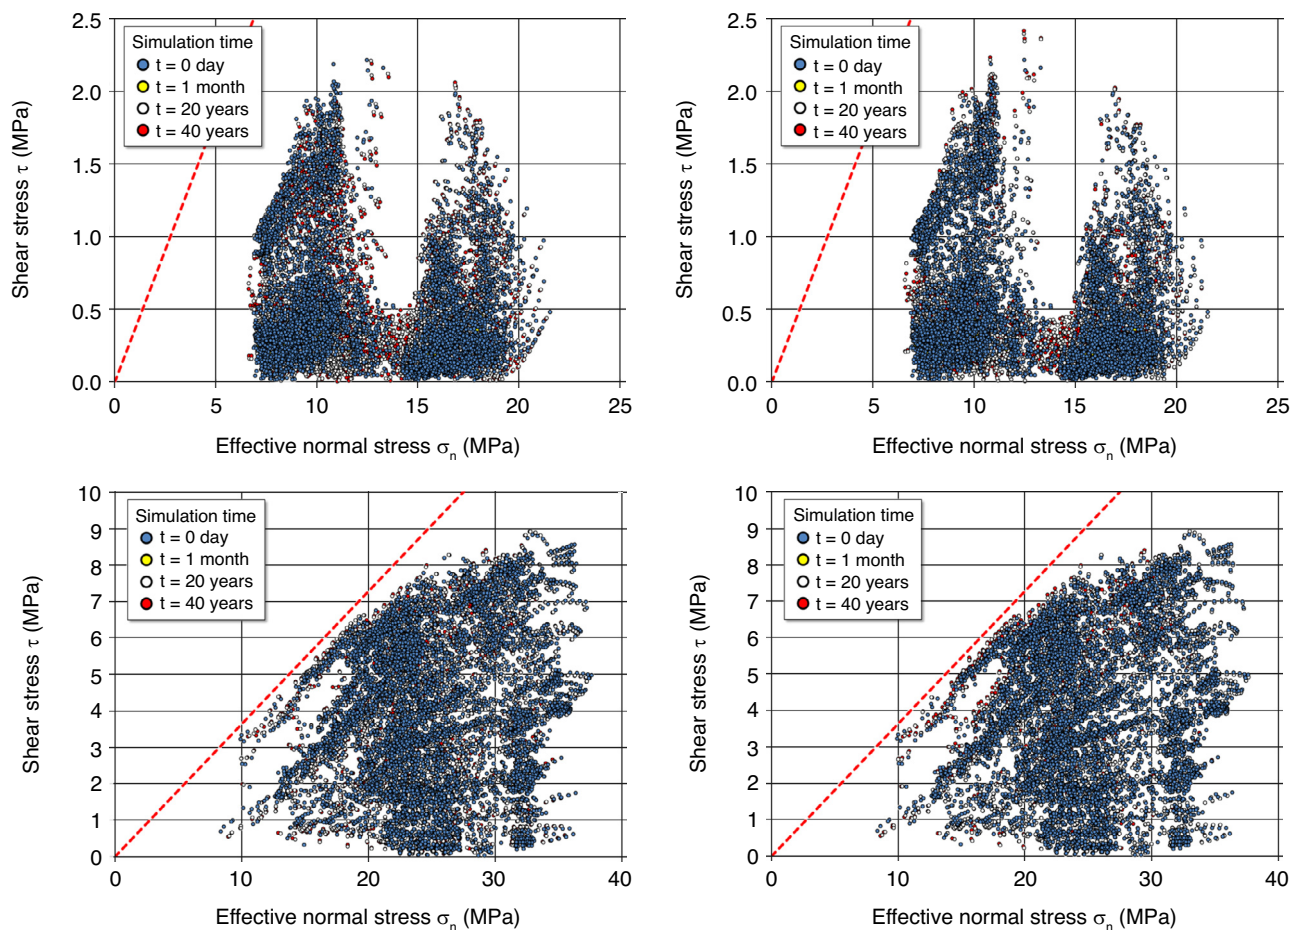 2.5
2.0
1.5
1.0
0.5
0.0
Shear stress τ (MPa)
Simulation time
t = 0 day
t = 1 month
t = 20 years
t = 40 years
0 5 10 15 20 25
Effective normal stress σn (MPa)
2.5
2.0
1.5
1.0
0.5
0.0
Shear stress τ (MPa)
Simulation time
t = 0 day
t = 1 month
t = 20 years
t = 40 years
0 5 10 15 20 25
Effective normal stress σn (MPa)
10
9
8
7
6
5
4
3
2
1
0
Shear stress τ (MPa)
Simulation time
t = 0 day
t = 1 month
t = 20 years
t = 40 years
0 10 20 30 40
Effective normal stress σn (MPa)
10
9
8
7
6
5
4
3
2
1
0
Shear stress τ (MPa)
Simulation time
t = 0 day
t = 1 month
t = 20 years
t = 40 years
0 10 20 30 40
Effective normal stress σn (MPa)